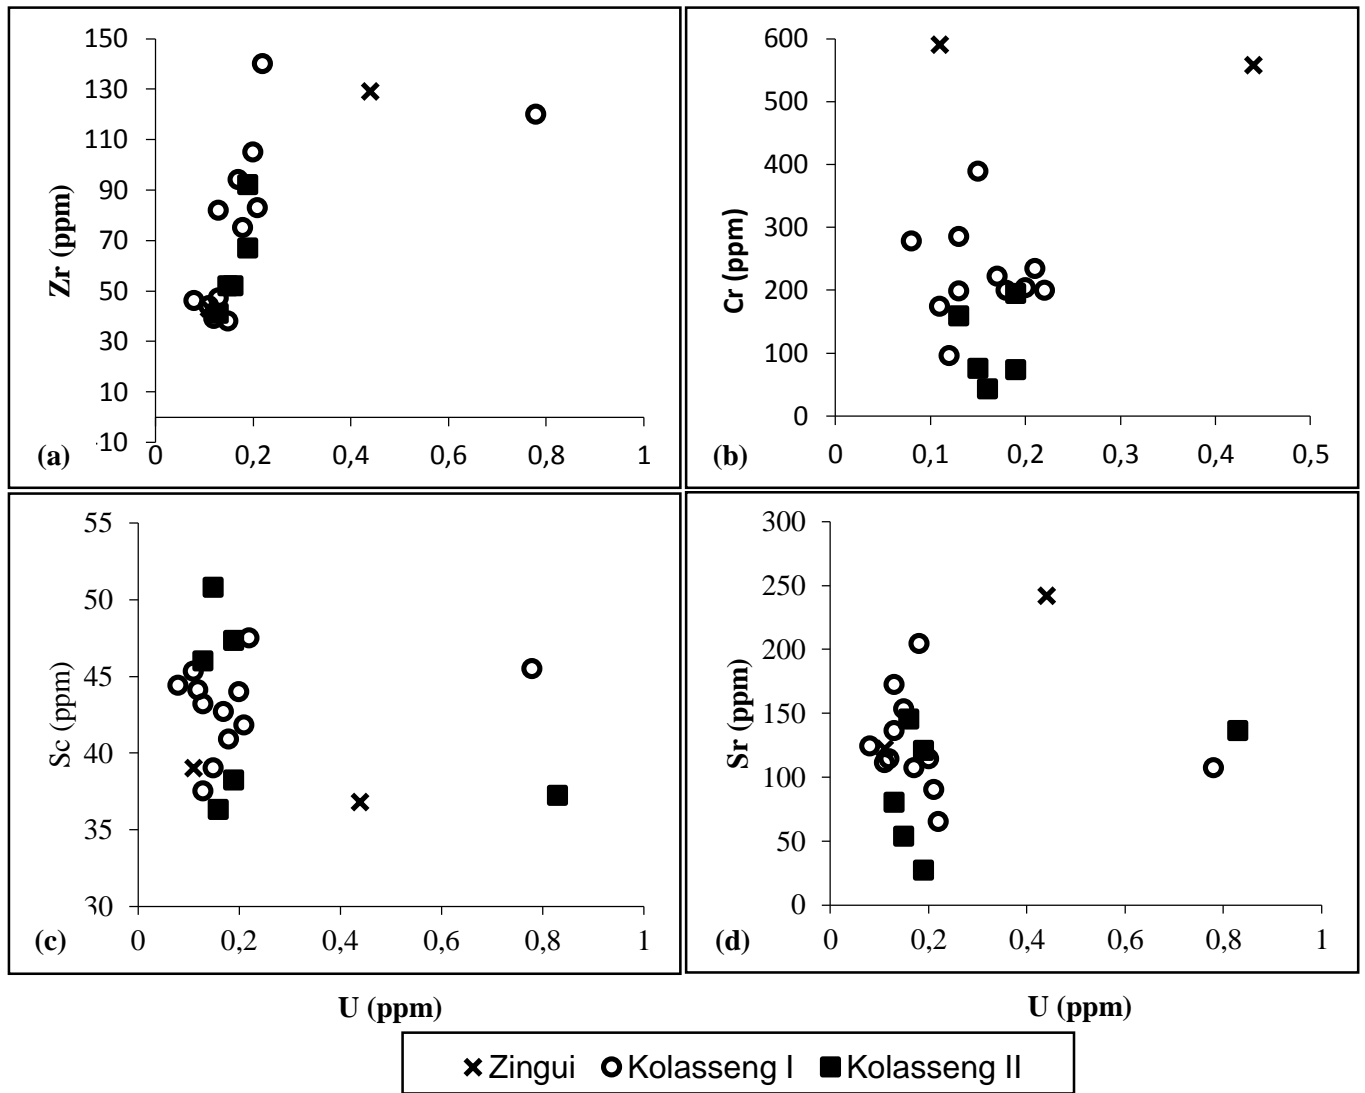 150
130
110
90
70
50
30
10
-10
Zr (ppm)
(a)
0 0,2 0,4 0,6 0,8 1
600
500
400
300
200
100
0
Cr (ppm)
(b)
0 0,1 0,2 0,3 0,4 0,5
55
50
45
40
35
30
Sc (ppm)
(c)
0 0,2 0,4 0,6 0,8 1
300
250
200
150
100
50
0
Sr (ppm)
(d)
0 0,2 0,4 0,6 0,8 1
U (ppm) U (ppm)
Zingui Kolasseng I Kolasseng II